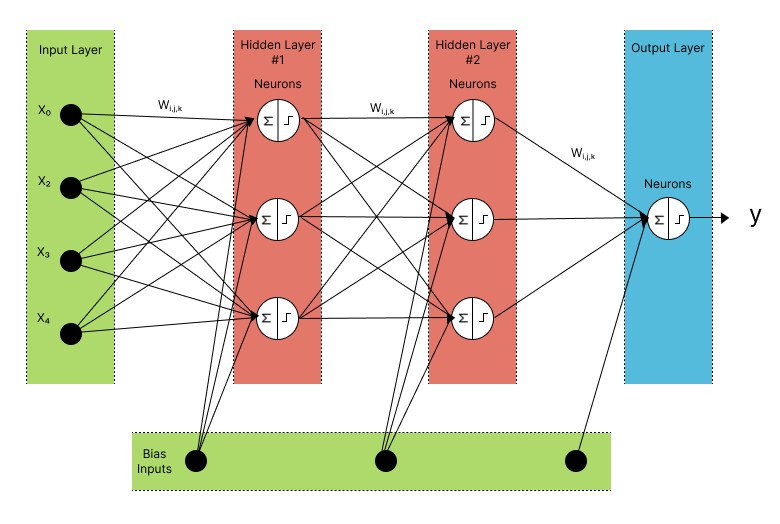 Input Layer
Hidden Layer
#1
Hidden Layer
#2
Output Layer
Neurons
Neurons
X₀
Wᵢ,ⱼ,ₖ
Wᵢ,ⱼ,ₖ
Σ
Σ
Wᵢ,ⱼ,ₖ
X₂
Neurons
Σ
Σ
Σ
y
X₃
X₄
Σ
Σ
Bias
Inputs